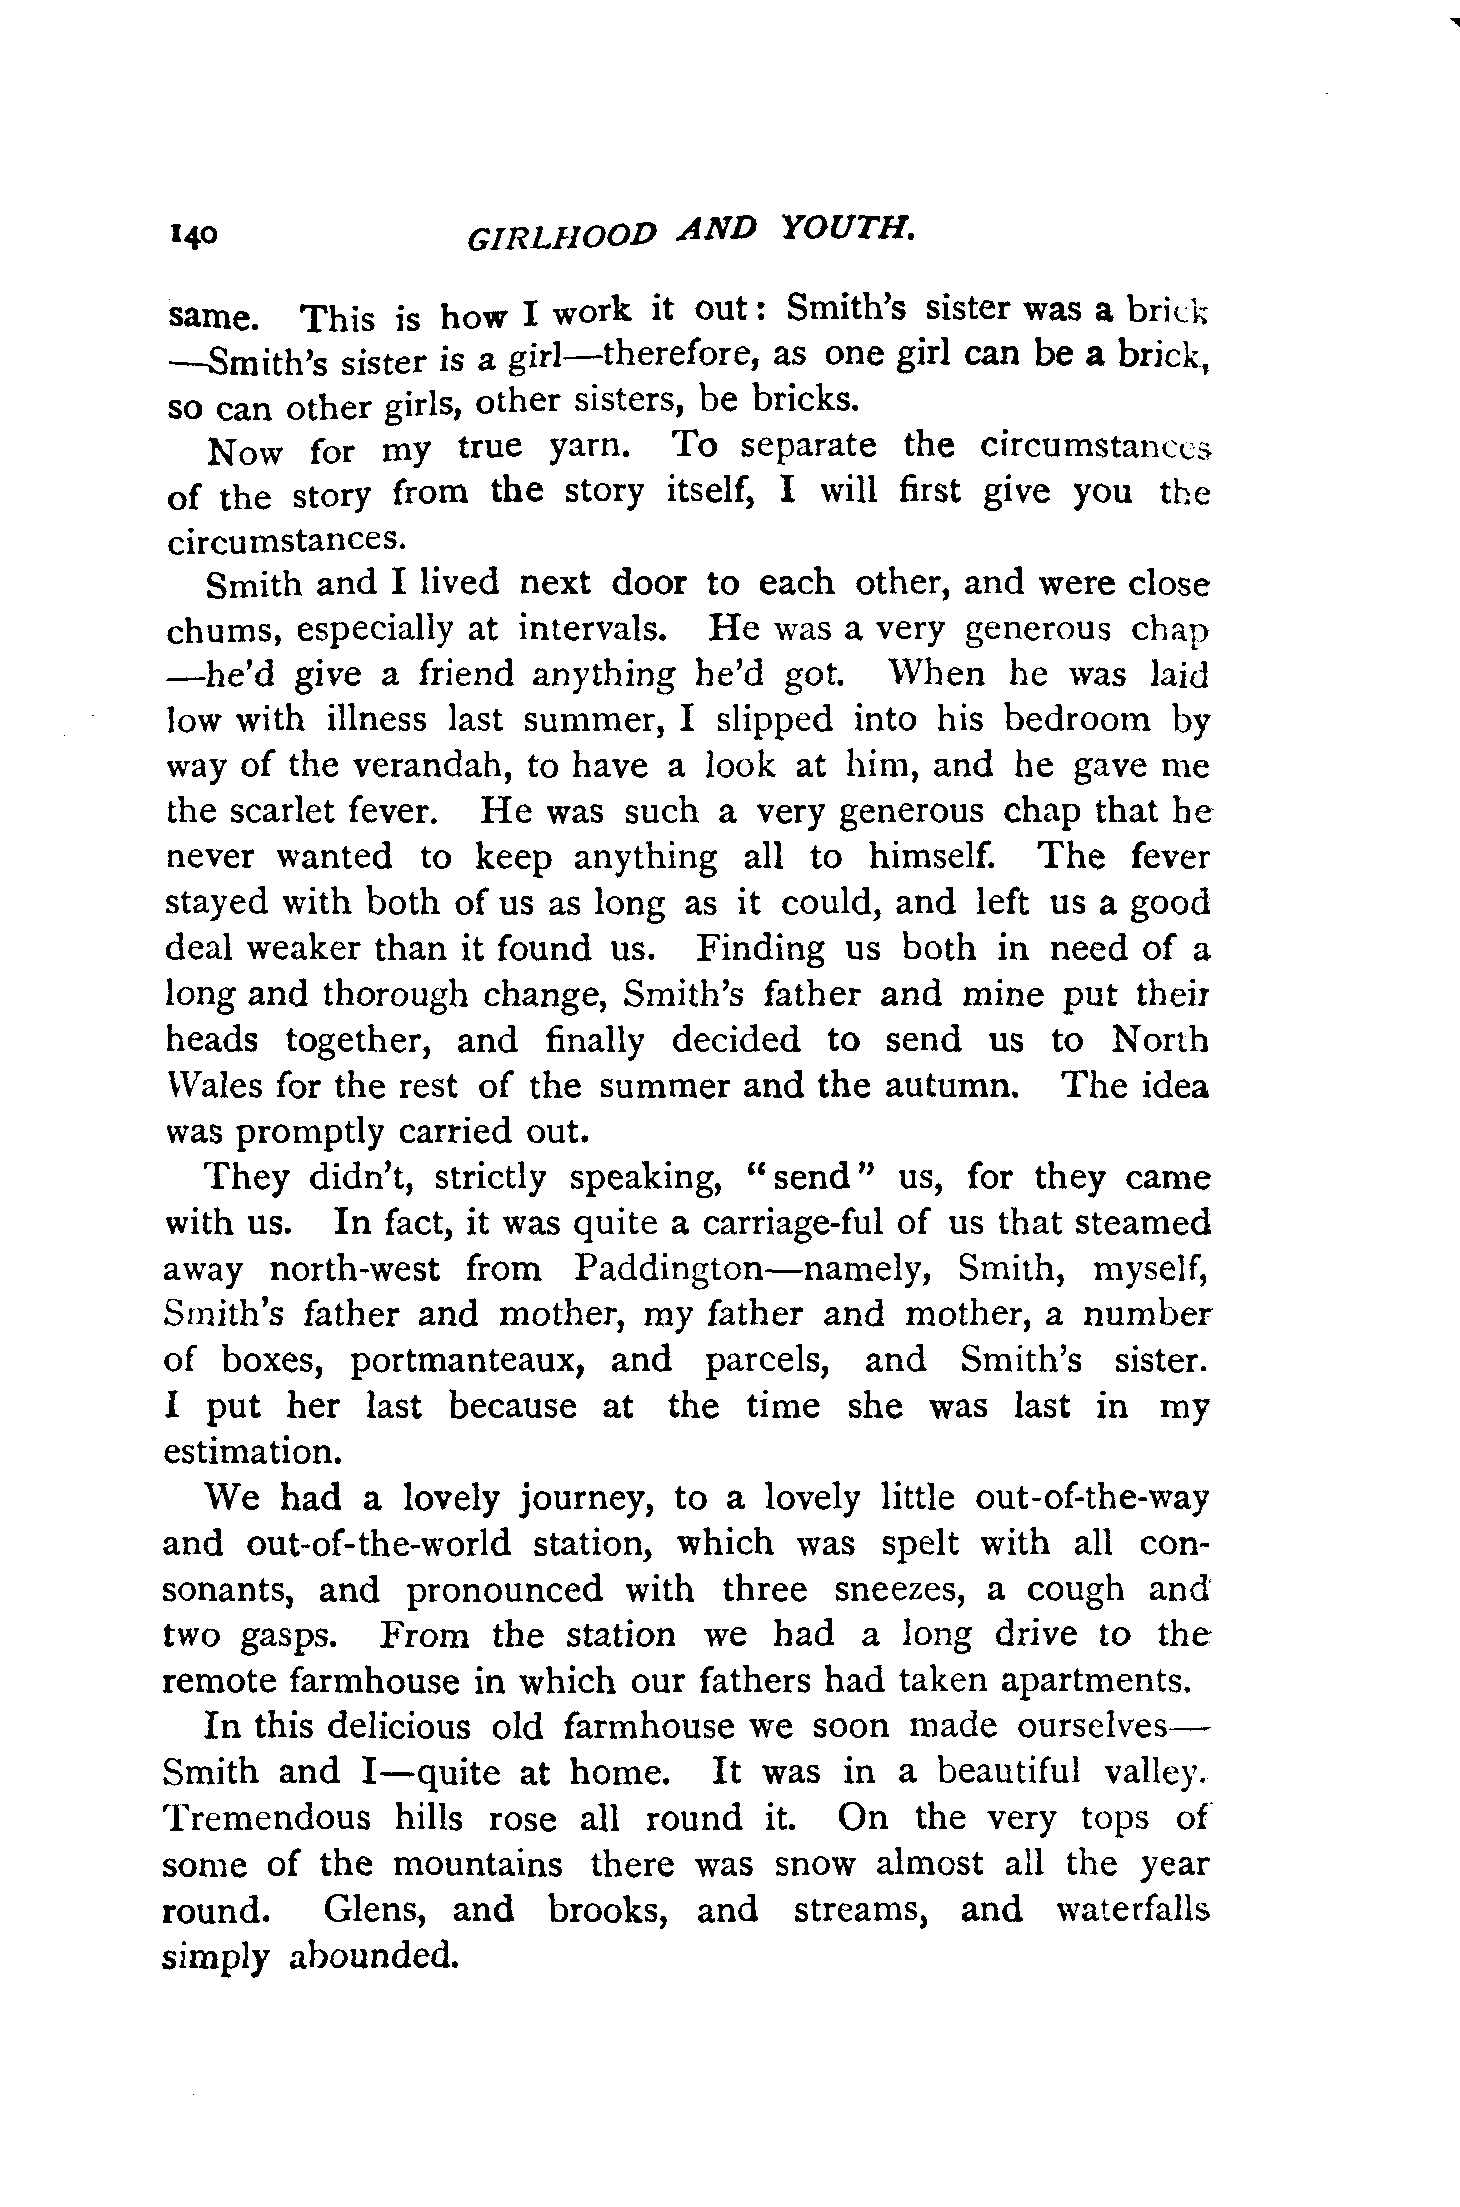 140 GIRLHOOD AND YOUTH.
same. This is how I work it out: Smith's sister was a brick
—Smith's sister is a girl—therefore, as one girl can be a brick,
so can other girls, other sisters, be bricks.
Now for my true yarn. To separate the circumstances
of the story from the story itself, I will first give you the
circumstances.
Smith and I lived next door to each other, and were close
chums, especially at intervals. He was a very generous chap
—he'd give a friend anything he'd got. When he was laid
low with illness last summer, I slipped into his bedroom by
way of the verandah, to have a look at him, and he gave me
the scarlet fever. He was such a very generous chap that he
never wanted to keep anything all to himself. The fever
stayed with both of us as long as it could, and left us a good
deal weaker than it found us. Finding us both in need of a
long and thorough change, Smith's father and mine put their
heads together, and finally decided to send us to North
Wales for the rest of the summer and the autumn. The idea
was promptly carried out.
They didn't, strictly speaking, "send" us, for they came
with us. In fact, it was quite a carriage-ful of us that steamed
away north-west from Paddington—namely, Smith, myself,
Smith's father and mother, my father and mother, a number
of boxes, portmanteaux, and parcels, and Smith's sister.
I put her last because at the time she was last in my
estimation.
We had a lovely journey, to a lovely little out-of-the-way
and out-of-the-world station, which was spelt with all con-
sonants, and pronounced with three sneezes, a cough and
two gasps. From the station we had a long drive to the
remote farmhouse in which our fathers had taken apartments.
In this delicious old farmhouse we soon made ourselves—
Smith and I—quite at home. It was in a beautiful valley.
Tremendous hills rose all round it. On the very tops of
some of the mountains there was snow almost all the year
round. Glens, and brooks, and streams, and waterfalls
simply abounded.